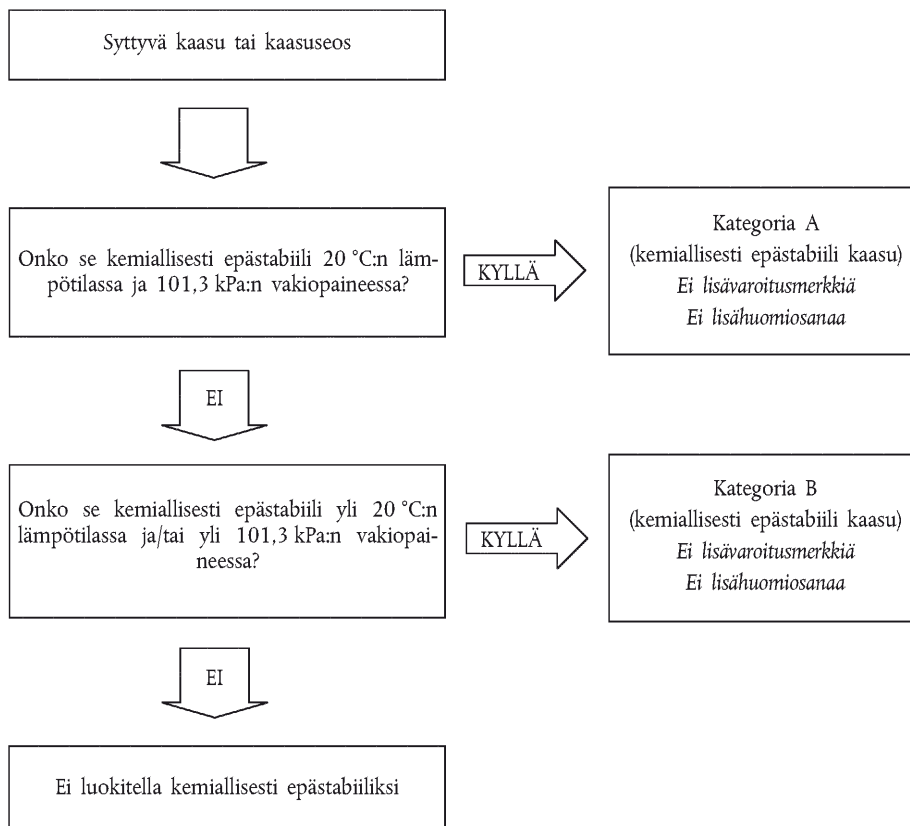 Syttyvä kaasu tai kaasuseos
Onko se kemiallisesti epästabiili 20 °C:n läm-
pötilassa ja 101,3 kPa:n vakiopaineessa?
KYLLÄ
Kategoria A
(kemiallisesti epästabiili kaasu)
Ei lisävaroitusmerkkiä
Ei lisähuomiosanaa
EI
Onko se kemiallisesti epästabiili yli 20 °C:n
lämpötilassa ja/tai yli 101,3 kPa:n vakiopai-
neessa?
KYLLÄ
Kategoria B
(kemiallisesti epästabiili kaasu)
Ei lisävaroitusmerkkiä
Ei lisähuomiosanaa
EI
Ei luokitella kemiallisesti epästabiiliksi